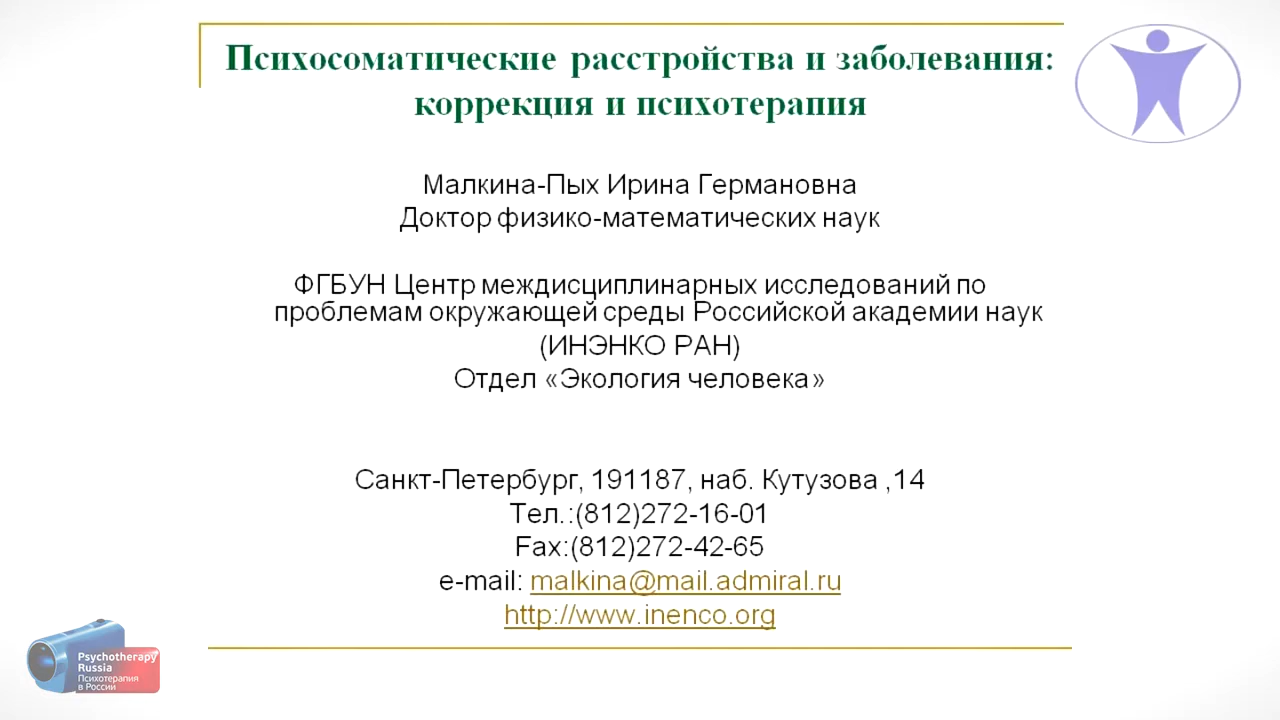 Психосоматические расстройства и заболевания:
коррекция и психотерапия
Малкина-Пых Ирина Германовна
Доктор физико-математических наук
ФГБУН Центр междисциплинарных исследований по
проблемам окружающей среды Российской академии наук
(ИНЭНКО РАН)
Отдел «Экология человека»
Санкт-Петербург, 191187, наб. Кутузова ,14
Тел.:(812)272-16-01
Fax:(812)272-42-65
e-mail: malkina@mail.admiral.ru
http://www.inenco.org
Psychotherapy
Russia
Психотерапия
в России